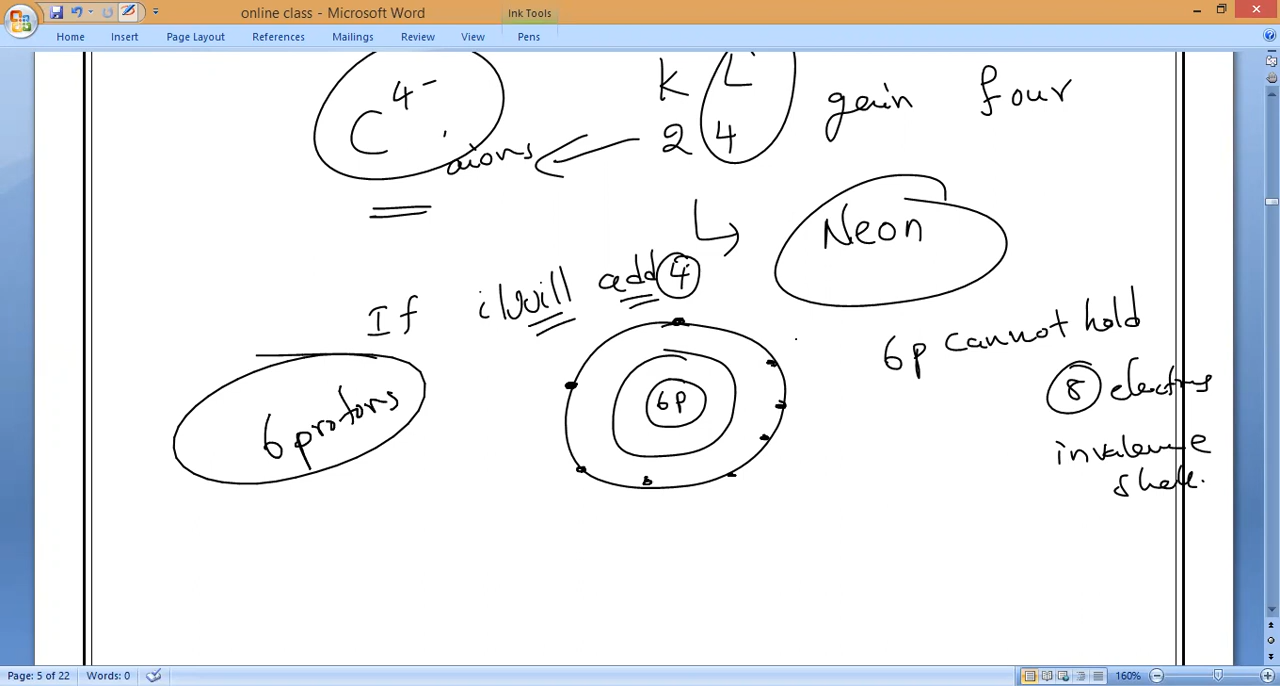 online class - Microsoft Word
Ink Tools
Home Insert Page Layout References Mailings Review View Pens
C 4-
K L
2 4
gain four
aions
Neon
If i will add 4
6 protons
6P
6p cannot hold
8 electrons
in valence
shell.
Page: 5 of 22 Words: 0
160%